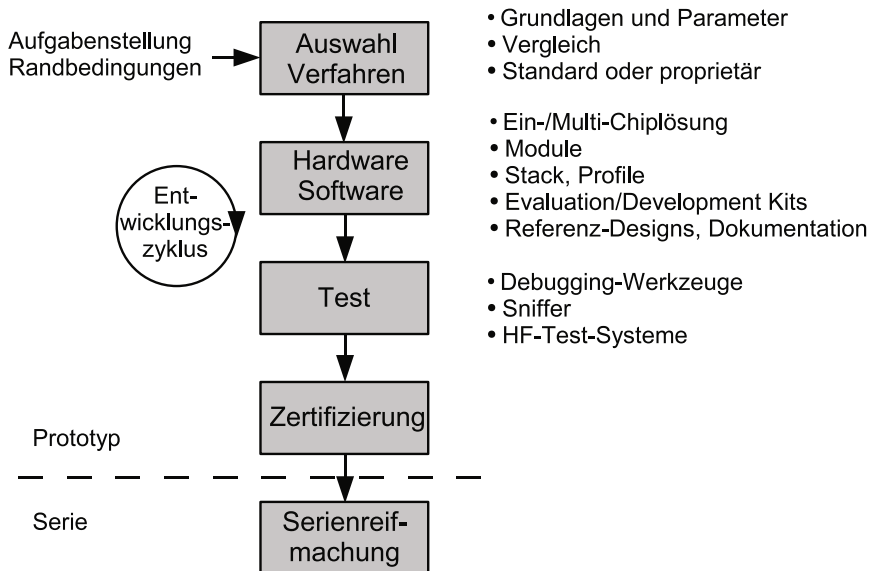 Aufgabenstellung
Randbedingungen
Auswahl
Verfahren
• Grundlagen und Parameter
• Vergleich
• Standard oder proprietär
Ent-
wicklungs-
zyklus
Hardware
Software
• Ein-/Multi-Chiplösung
• Module
• Stack, Profile
• Evaluation/Development Kits
• Referenz-Designs, Dokumentation
Test
• Debugging-Werkzeuge
• Sniffer
• HF-Test-Systeme
Zertifizierung
Prototyp
Serie
Serienreif-
machung